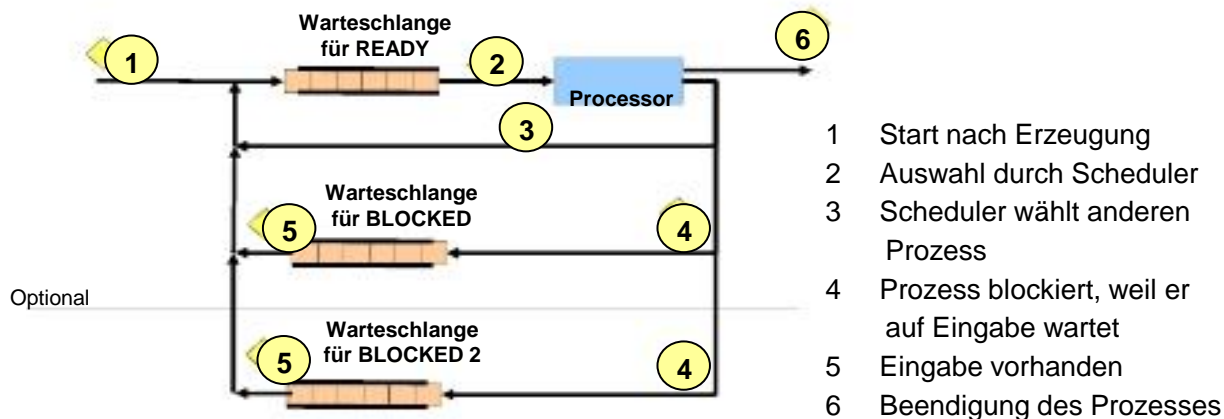 Warteschlange
für READY
1
2
6
Processor
3
Warteschlange
für BLOCKED
5
4
Optional
Warteschlange
für BLOCKED 2
5
4
1 Start nach Erzeugung
2 Auswahl durch Scheduler
3 Scheduler wählt anderen
Prozess
4 Prozess blockiert, weil er
auf Eingabe wartet
5 Eingabe vorhanden
6 Beendigung des Prozesses